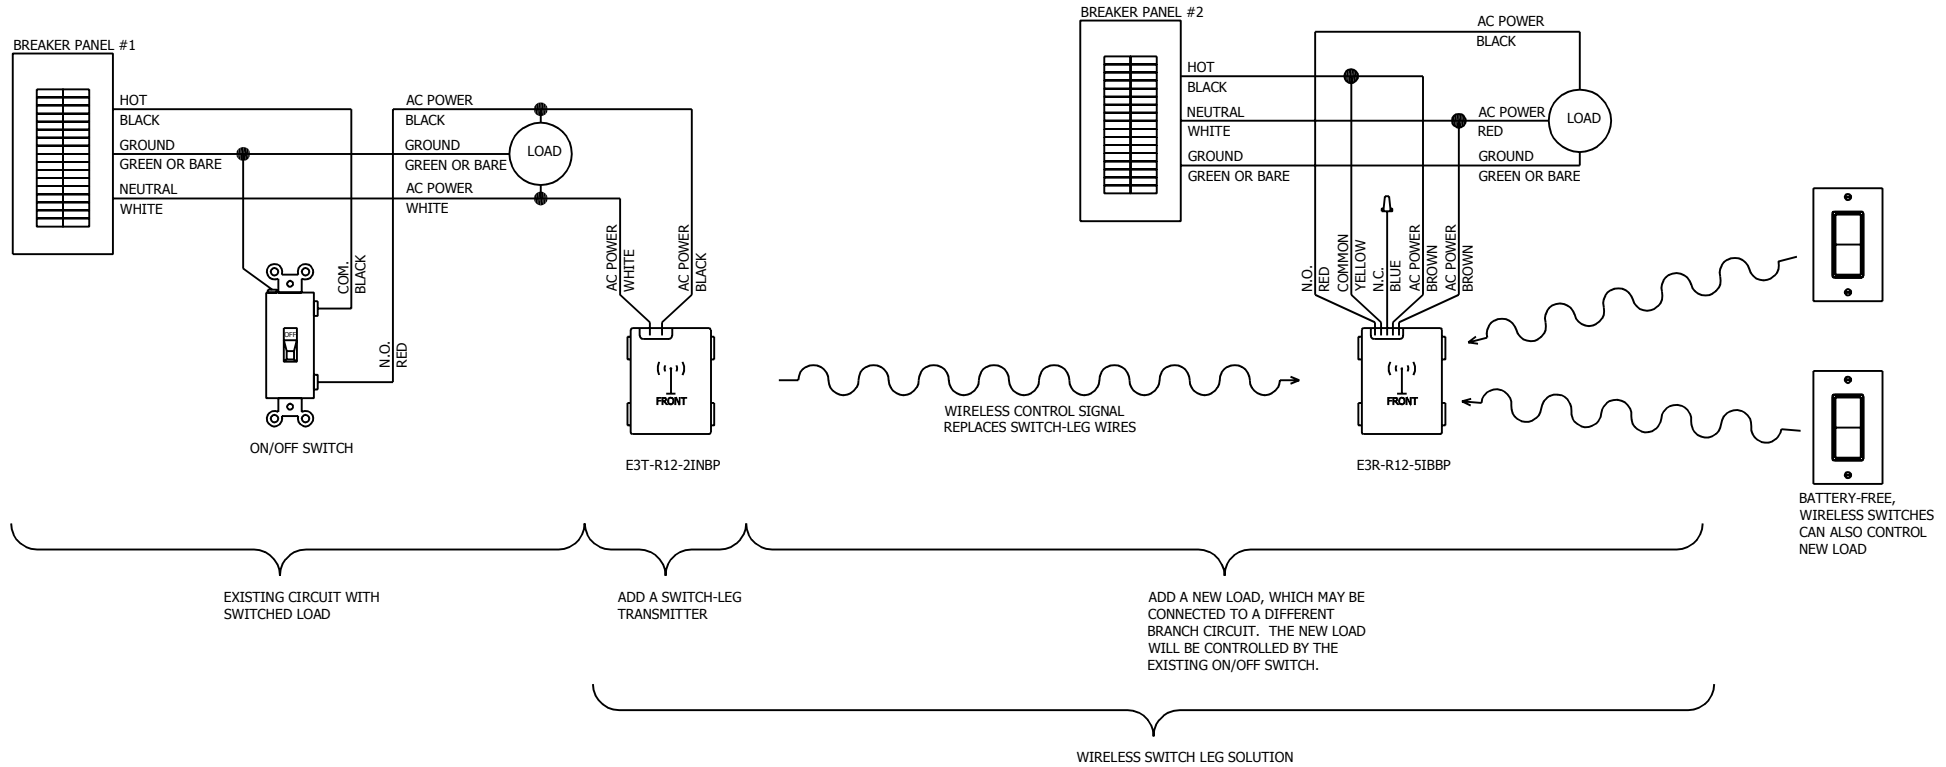 BREAKER PANEL #1
HOT
BLACK
GROUND
GREEN OR BARE
NEUTRAL
WHITE
AC POWER
BLACK
GROUND
GREEN OR BARE
AC POWER
WHITE
LOAD
COM.
BLACK
N.O.
RED
OFF
ON/OFF SWITCH
AC POWER
WHITE
AC POWER
BLACK
FRONT
E3T-R12-2INBP
WIRELESS CONTROL SIGNAL
REPLACES SWITCH-LEG WIRES
BREAKER PANEL #2
HOT
BLACK
NEUTRAL
WHITE
GROUND
GREEN OR BARE
AC POWER
BLACK
AC POWER
RED
GROUND
GREEN OR BARE
LOAD
N.O.
RED
COMMON
YELLOW
N.C.
BLUE
AC POWER
BROWN
AC POWER
BROWN
FRONT
E3R-R12-5IBBP
BATTERY-FREE,
WIRELESS SWITCHES
CAN ALSO CONTROL
NEW LOAD
EXISTING CIRCUIT WITH
SWITCHED LOAD
ADD A SWITCH-LEG
TRANSMITTER
ADD A NEW LOAD, WHICH MAY BE
CONNECTED TO A DIFFERENT
BRANCH CIRCUIT. THE NEW LOAD
WILL BE CONTROLLED BY THE
EXISTING ON/OFF SWITCH.
WIRELESS SWITCH LEG SOLUTION